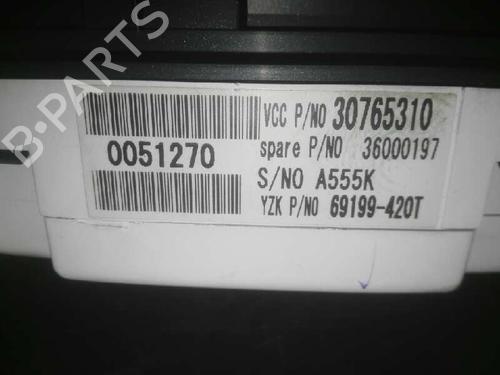 B-PARTS
VCC P/NO 30765310
0051270
spare P/NO 36000197
S/NO A555K
YZK P/NO 69199-420T